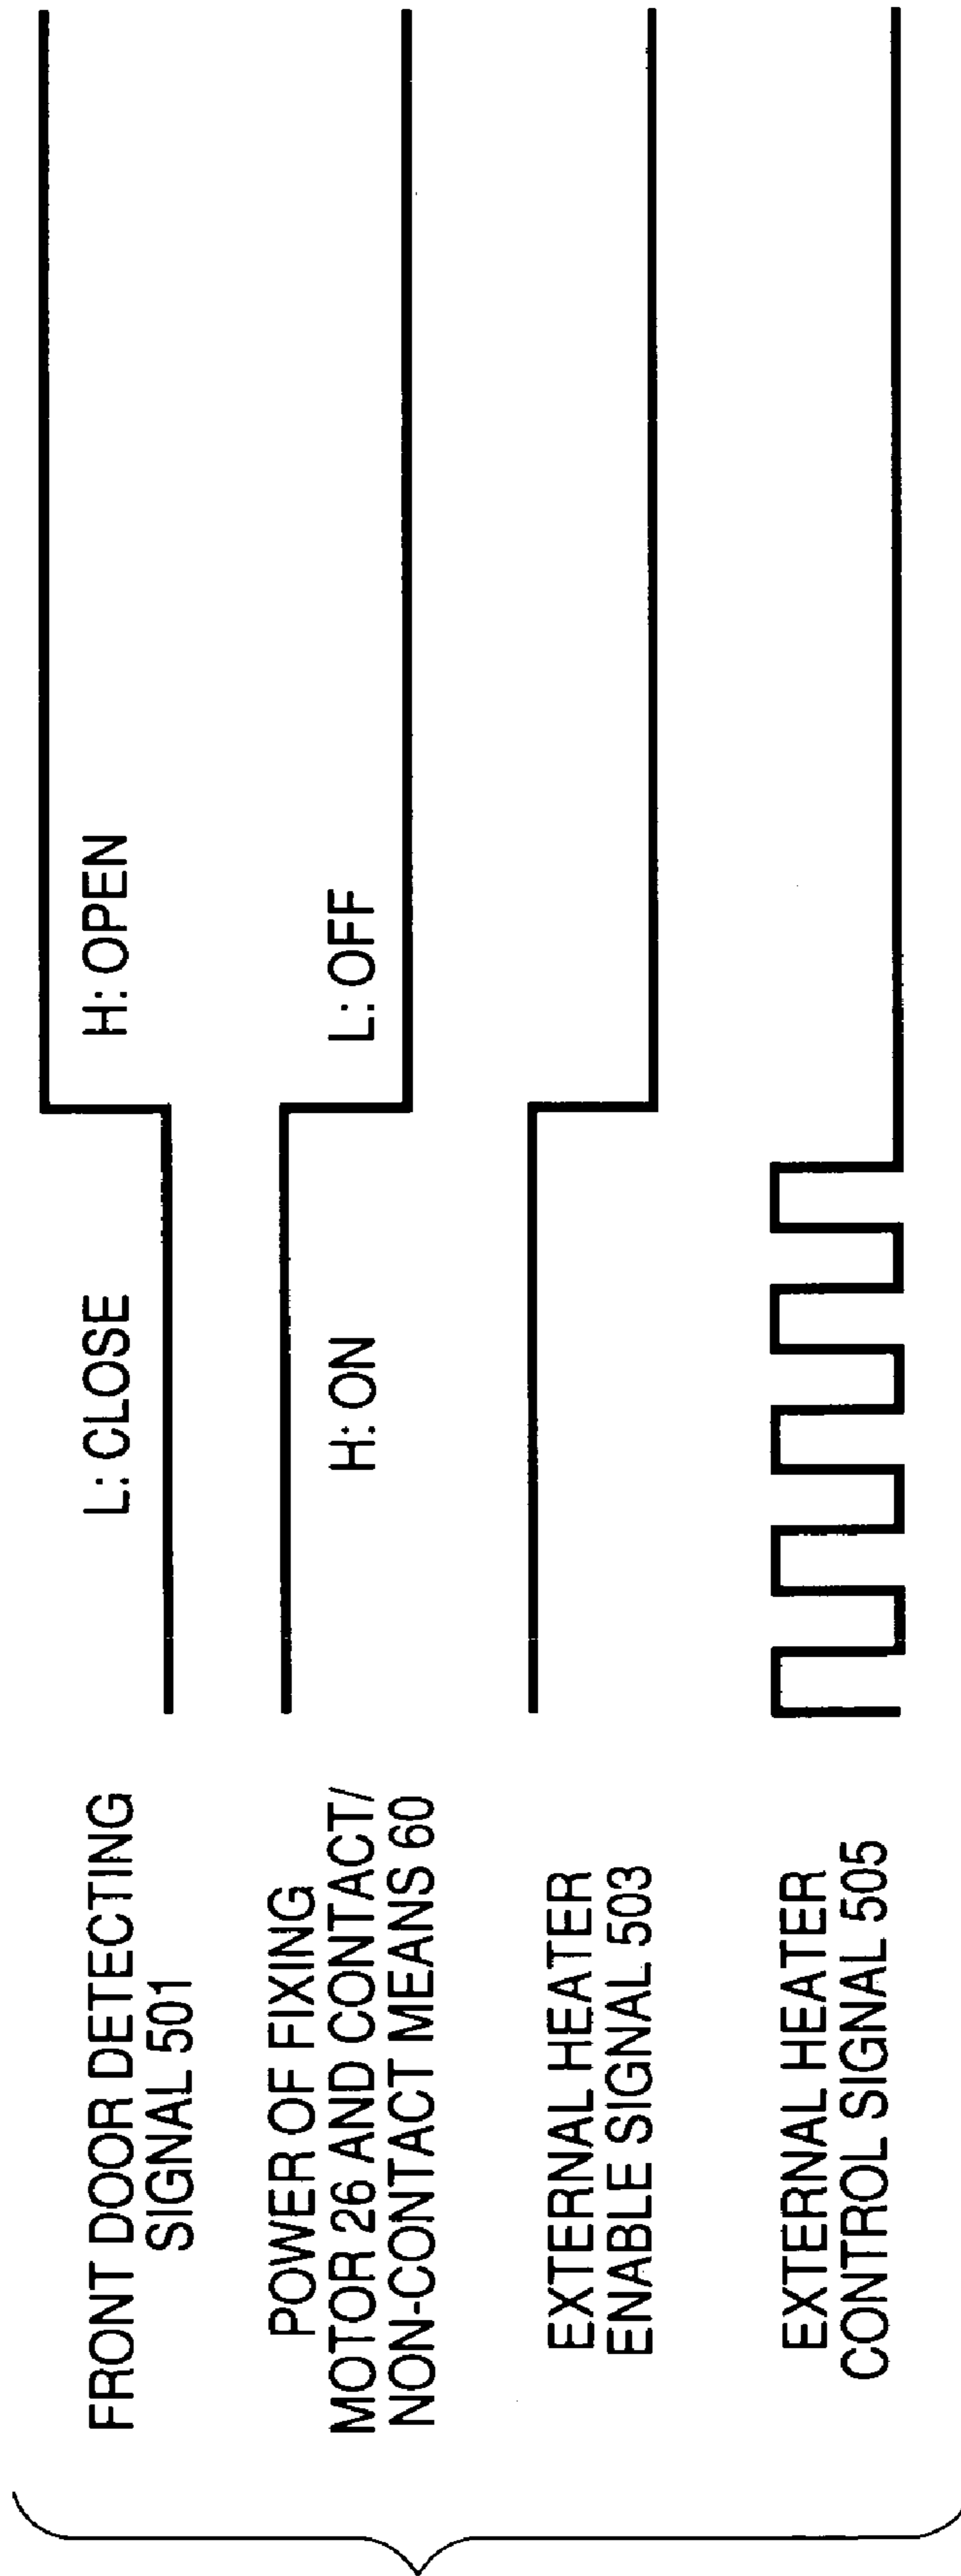 FRONT DOOR DETECTING
SIGNAL 501
L: CLOSE
H: OPEN
POWER OF FIXING
MOTOR 26 AND CONTACT/
NON-CONTACT MEANS 60
H: ON
L: OFF
EXTERNAL HEATER
ENABLE SIGNAL 503
EXTERNAL HEATER
CONTROL SIGNAL 505